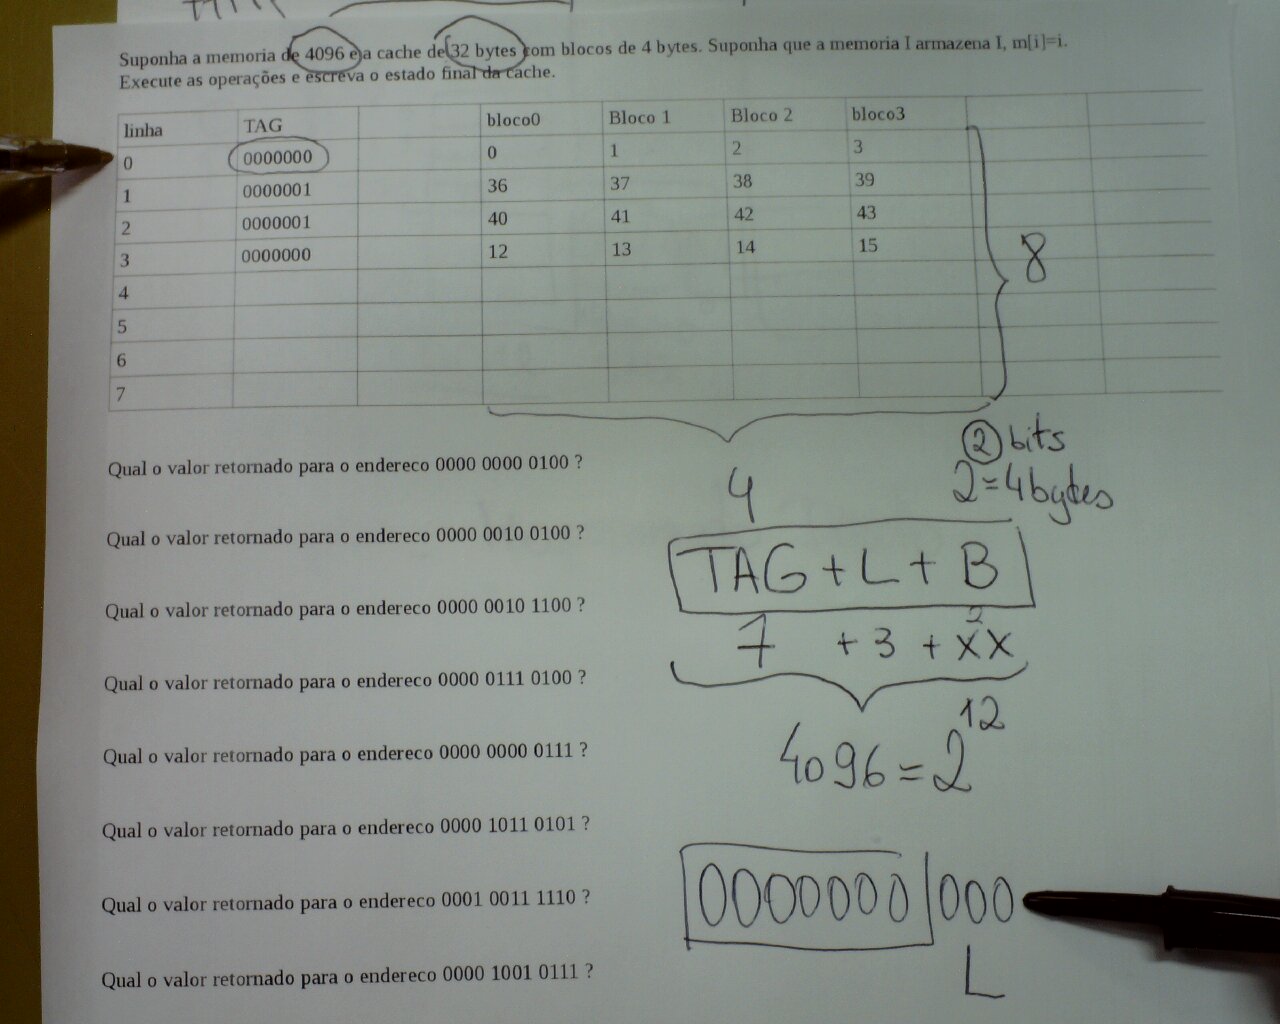 Suponha a memoria de 4096 e a cache de 32 bytes com blocos de 4 bytes. Suponha que a memoria I armazena I, m[i]=i.
Execute as operações e escreva o estado final da cache.
linha TAG bloco0 Bloco 1 Bloco 2 bloco3
0 0000000 0 1 2 3
1 0000001 36 37 38 39
2 0000001 40 41 42 43
3 0000000 12 13 14 15
4
5
6
7
8
Qual o valor retornado para o endereco 0000 0000 0100 ?
4
2 bits
2=4bytes
Qual o valor retornado para o endereco 0000 0010 0100 ?
TAG + L + B
Qual o valor retornado para o endereco 0000 0010 1100 ?
2
7 + 3 + XX
Qual o valor retornado para o endereco 0000 0111 0100 ?
Qual o valor retornado para o endereco 0000 0000 0111 ?
4096 = 2 12
Qual o valor retornado para o endereco 0000 1011 0101 ?
Qual o valor retornado para o endereco 0001 0011 1110 ?
0000000 000
Qual o valor retornado para o endereco 0000 1001 0111 ?
L